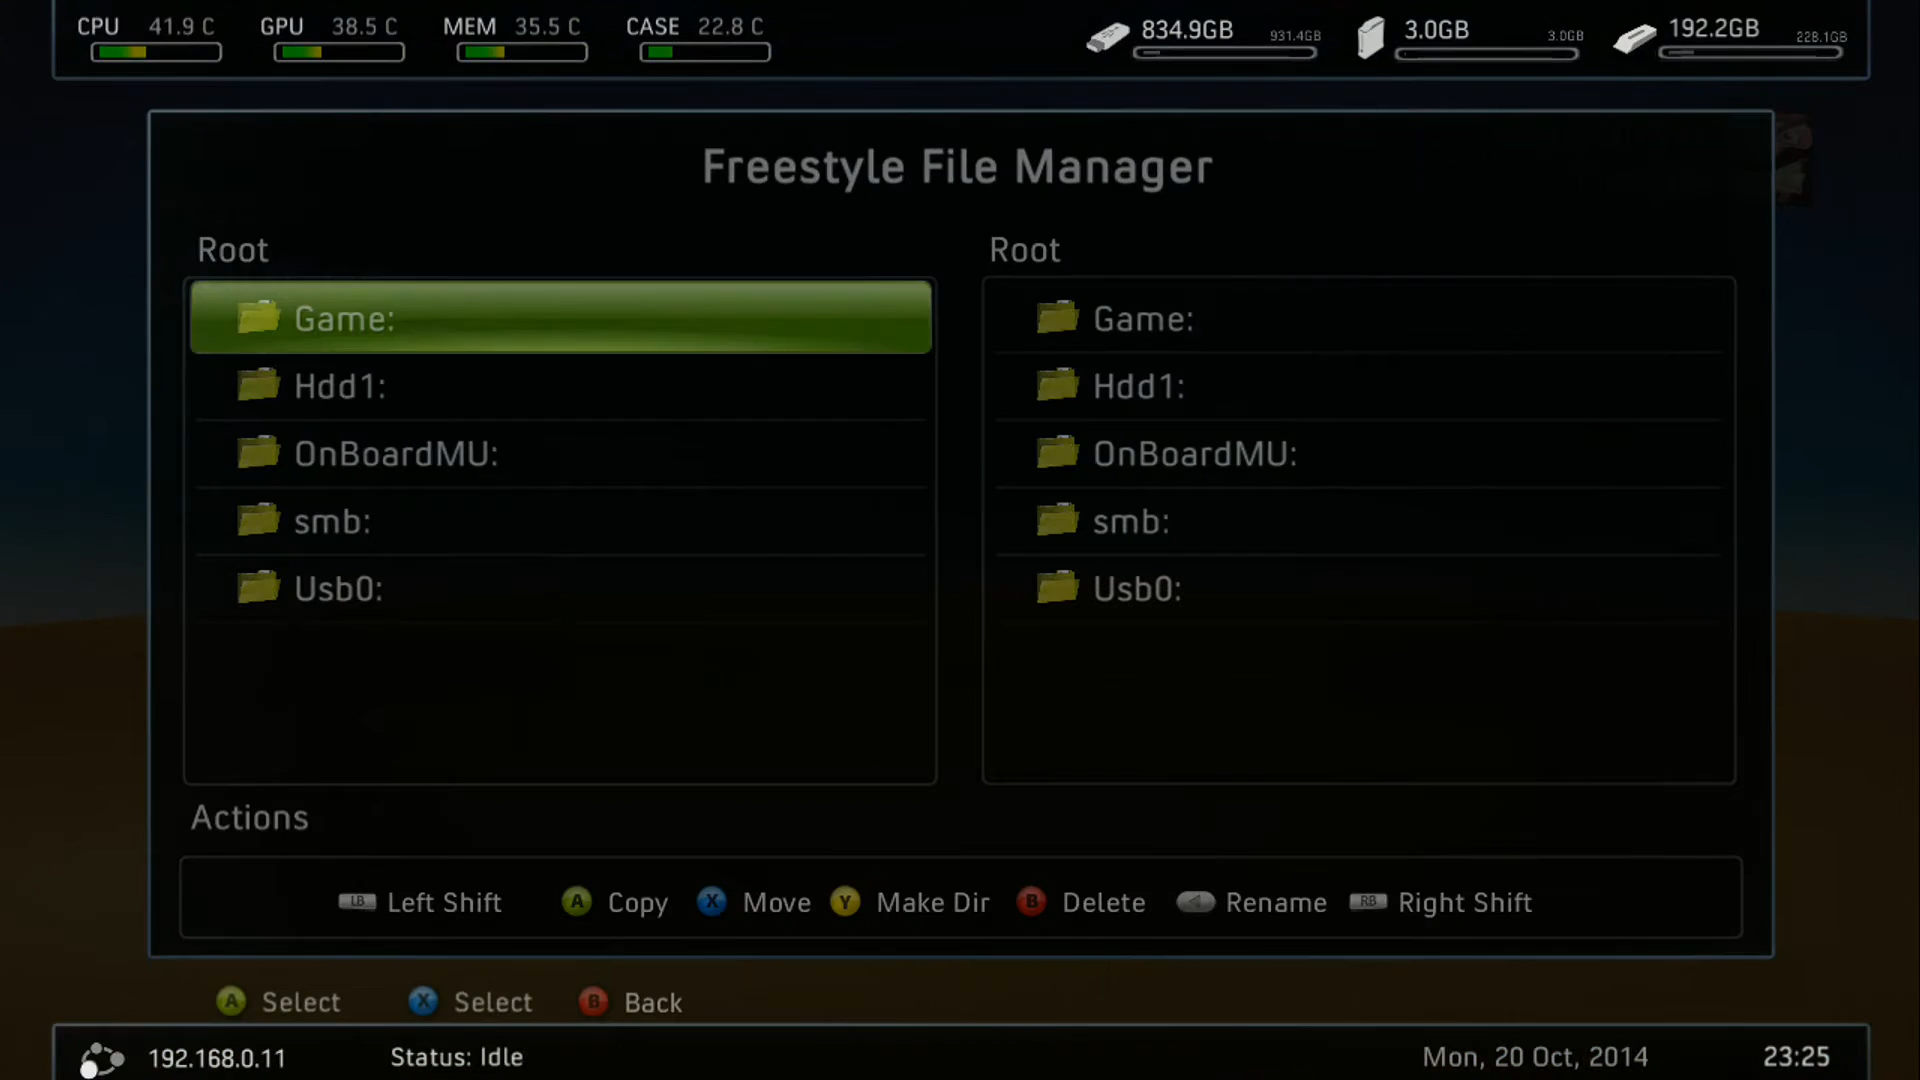 CPU 41.9 C GPU 38.5 C MEM 35.5 C CASE 22.8 C 834.9GB 931.4GB 3.0GB 3.0GB 192.2GB 228.1GB
Freestyle File Manager
Root
Game:
Hdd1:
OnBoardMU:
smb:
Usb0:
Root
Game:
Hdd1:
OnBoardMU:
smb:
Usb0:
Actions
LB Left Shift A Copy X Move Y Make Dir B Delete Rename RB Right Shift
A Select X Select B Back
192.168.0.11 Status: Idle Mon, 20 Oct, 2014 23:25